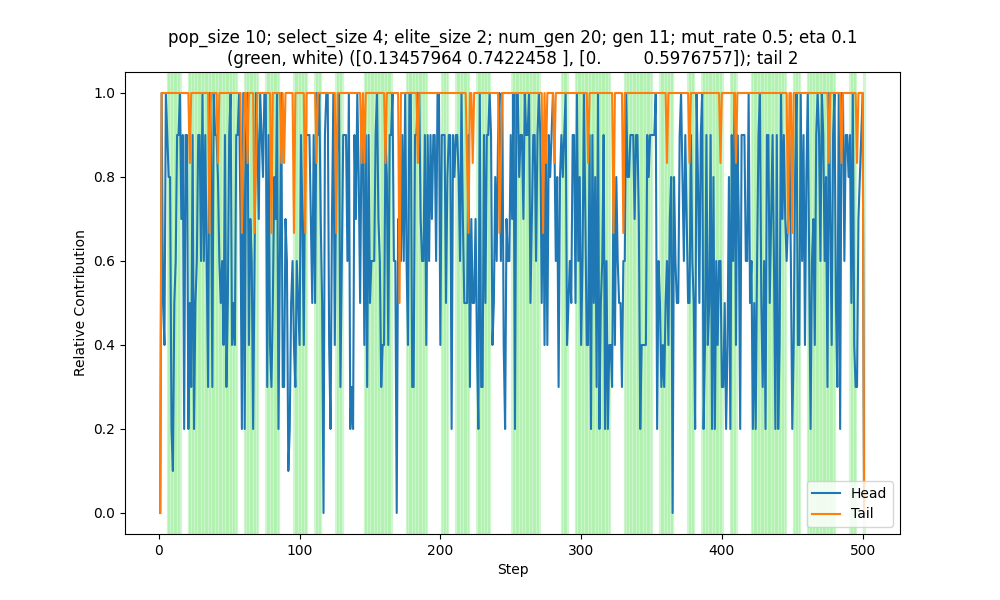 pop_size 10; select_size 4; elite_size 2; num_gen 20; gen 11; mut_rate 0.5; eta 0.1
(green, white) ([0.13457964 0.7422458 ], [0.        0.5976757]); tail 2
1.0
0.8
0.6
0.4
0.2
0.0
Relative Contribution
Head
Tail
0
100
200
300
400
500
Step